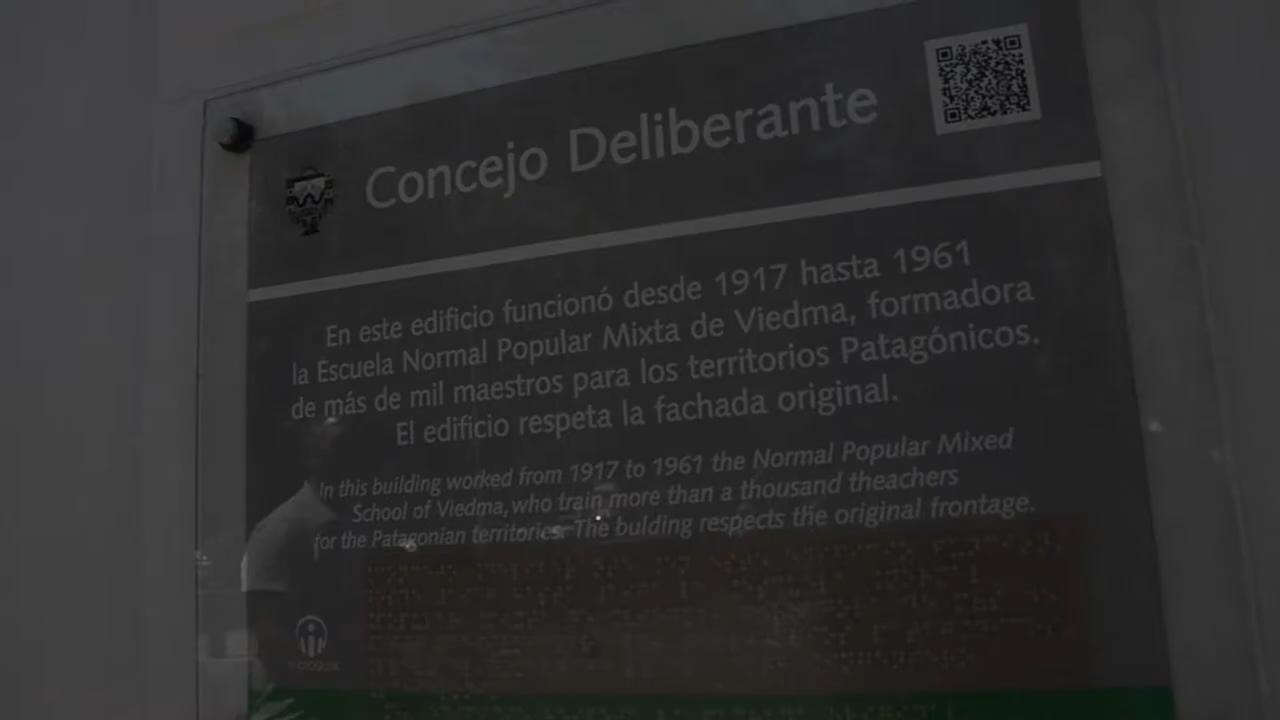 Concejo Deliberante
En este edificio funcionó desde 1917 hasta 1961
la Escuela Normal Popular Mixta de Viedma, formadora
de más de mil maestros para los territorios Patagónicos.
El edificio respeta la fachada original.
In this building worked from 1917 to 1961 the Normal Popular Mixed
School of Viedma, who train more than a thousand theachers
for the Patagonian territories. The bulding respects the original frontage.